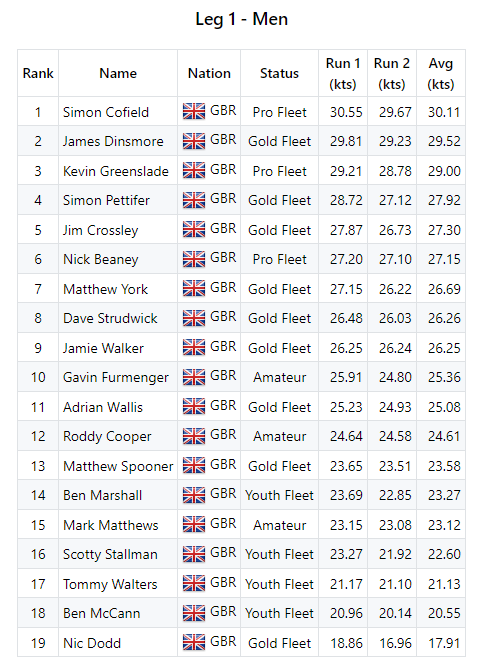 Leg 1 - Men
Rank Name Nation Status Run 1 (kts) Run 2 (kts) Avg (kts)
1 Simon Cofield GBR Pro Fleet 30.55 29.67 30.11
2 James Dinsmore GBR Gold Fleet 29.81 29.23 29.52
3 Kevin Greenslade GBR Pro Fleet 29.21 28.78 29.00
4 Simon Pettifer GBR Gold Fleet 28.72 27.12 27.92
5 Jim Crossley GBR Gold Fleet 27.87 26.73 27.30
6 Nick Beaney GBR Pro Fleet 27.20 27.10 27.15
7 Matthew York GBR Gold Fleet 27.15 26.22 26.69
8 Dave Strudwick GBR Gold Fleet 26.48 26.03 26.26
9 Jamie Walker GBR Gold Fleet 26.25 26.24 26.25
10 Gavin Furmenger GBR Amateur 25.91 24.80 25.36
11 Adrian Wallis GBR Gold Fleet 25.23 24.93 25.08
12 Roddy Cooper GBR Amateur 24.64 24.58 24.61
13 Matthew Spooner GBR Gold Fleet 23.65 23.51 23.58
14 Ben Marshall GBR Youth Fleet 23.69 22.85 23.27
15 Mark Matthews GBR Amateur 23.15 23.08 23.12
16 Scotty Stallman GBR Youth Fleet 23.27 21.92 22.60
17 Tommy Walters GBR Youth Fleet 21.17 21.10 21.13
18 Ben McCann GBR Youth Fleet 20.96 20.14 20.55
19 Nic Dodd GBR Gold Fleet 18.86 16.96 17.91